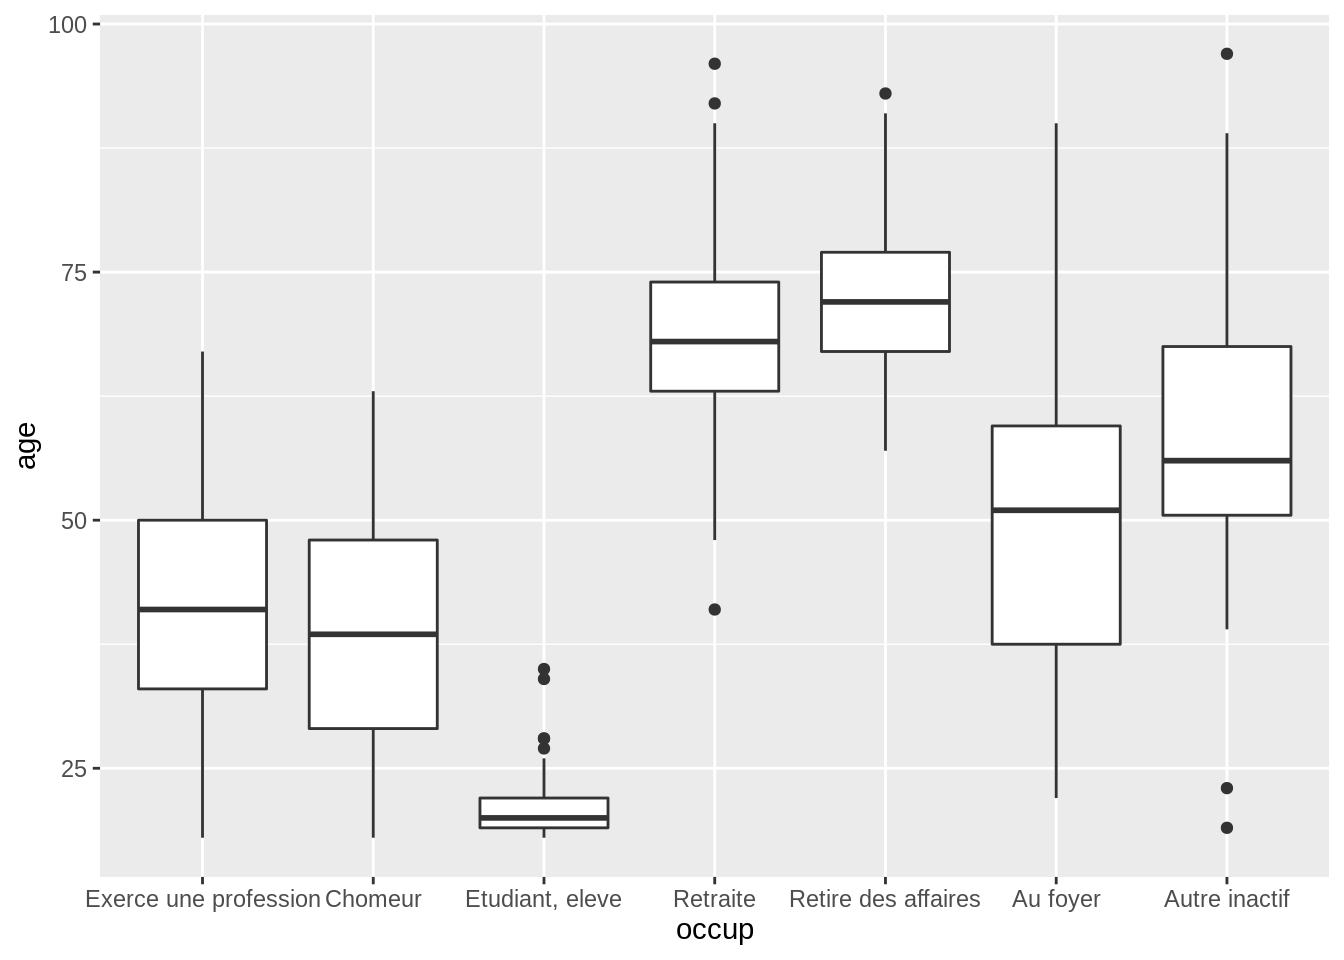 100
75
50
25
age
Exerce une profession Chomeur Etudiant, eleve Retraite Retire des affaires Au foyer Autre inactif
occup